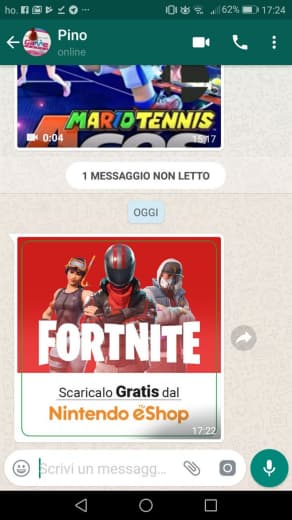 ho. 62% 17:24
Pino
online
MARIO TENNIS
0:04 15:17
1 MESSAGGIO NON LETTO
OGGI
FORTNITE
Scaricalo Gratis dal
Nintendo eShop
17:22
Scrivi un messagg...